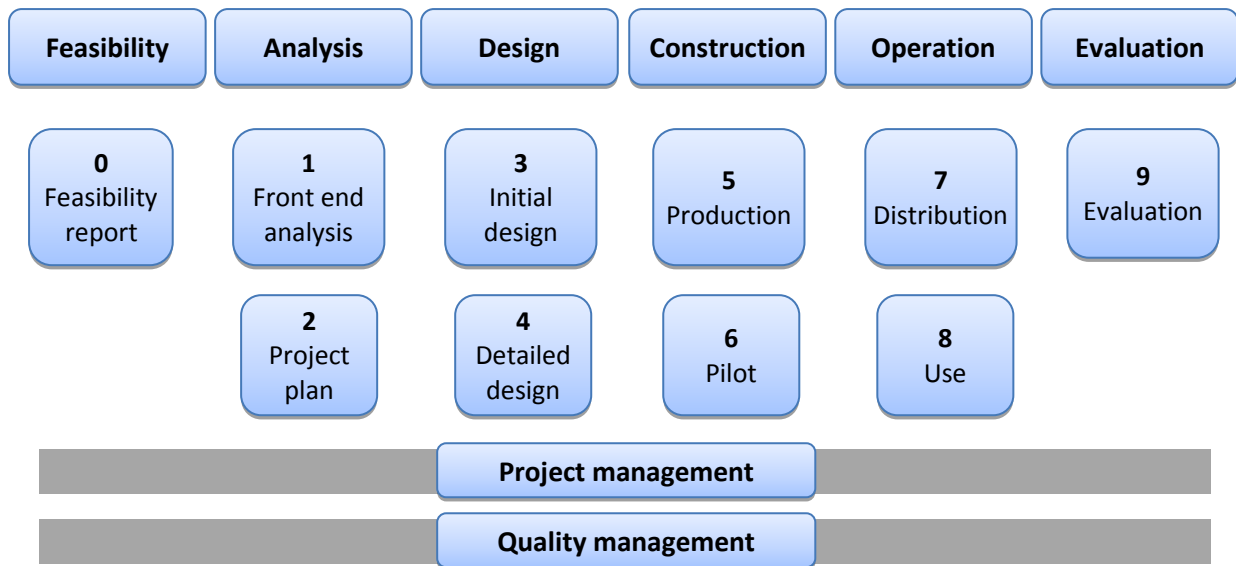 Feasibility
Analysis
Design
Construction
Operation
Evaluation
0
Feasibility
report
1
Front end
analysis
3
Initial
design
5
Production
7
Distribution
9
Evaluation
2
Project
plan
4
Detailed
design
6
Pilot
8
Use
Project management
Quality management